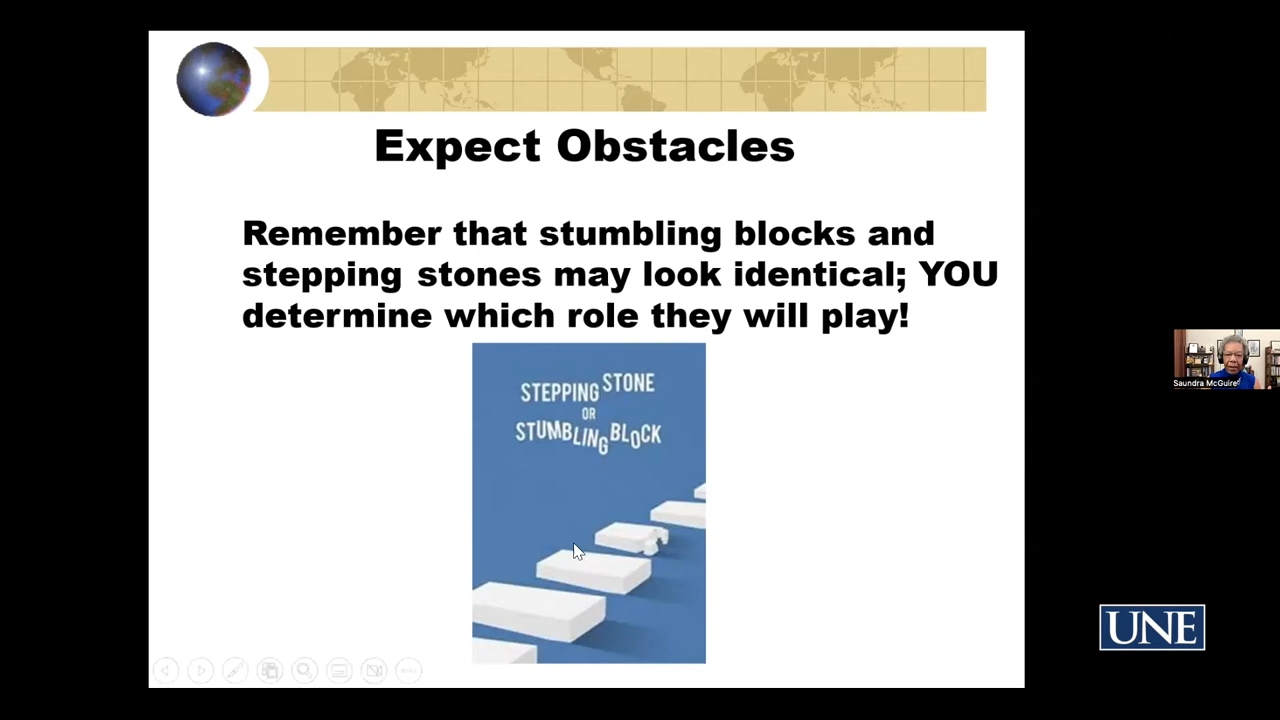 Expect Obstacles
Remember that stumbling blocks and
stepping stones may look identical; YOU
determine which role they will play!
STEPPING STONE
OR
STUMBLING BLOCK
Saundra McGuire
UNE